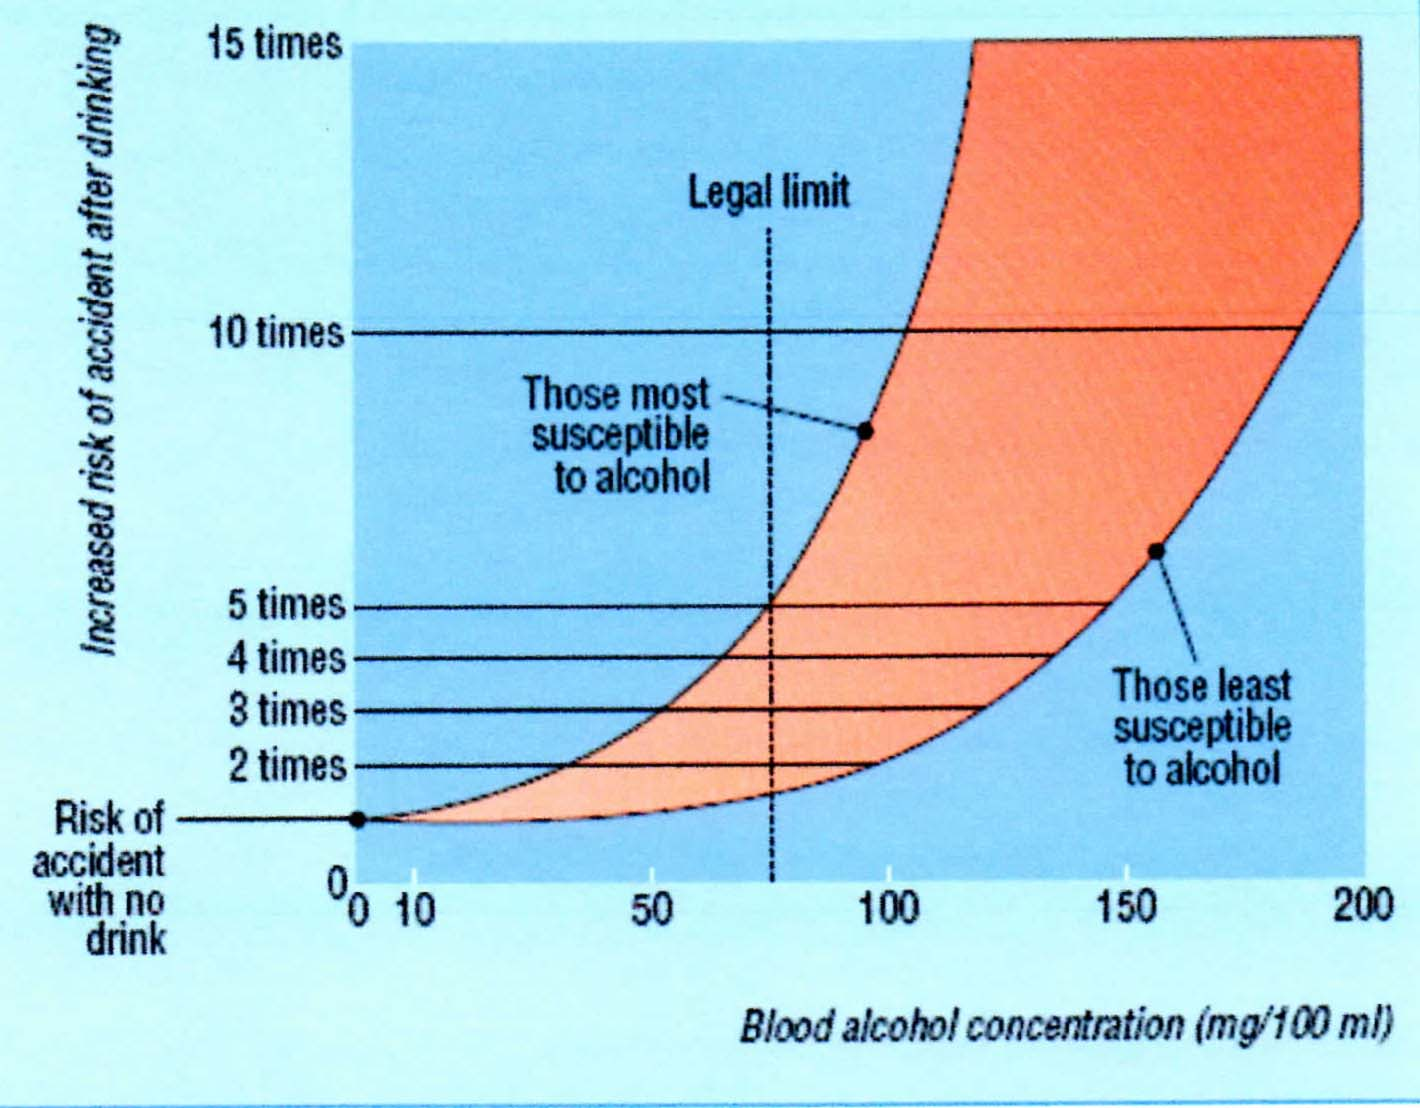 Increased risk of accident after drinking
15 times
Legal limit
10 times
Those most
susceptible
to alcohol
5 times
4 times
3 times
2 times
Those least
susceptible
to alcohol
Risk of
accident
with no
drink
0
0 10 50 100 150 200
Blood alcohol concentration (mg/100 ml)